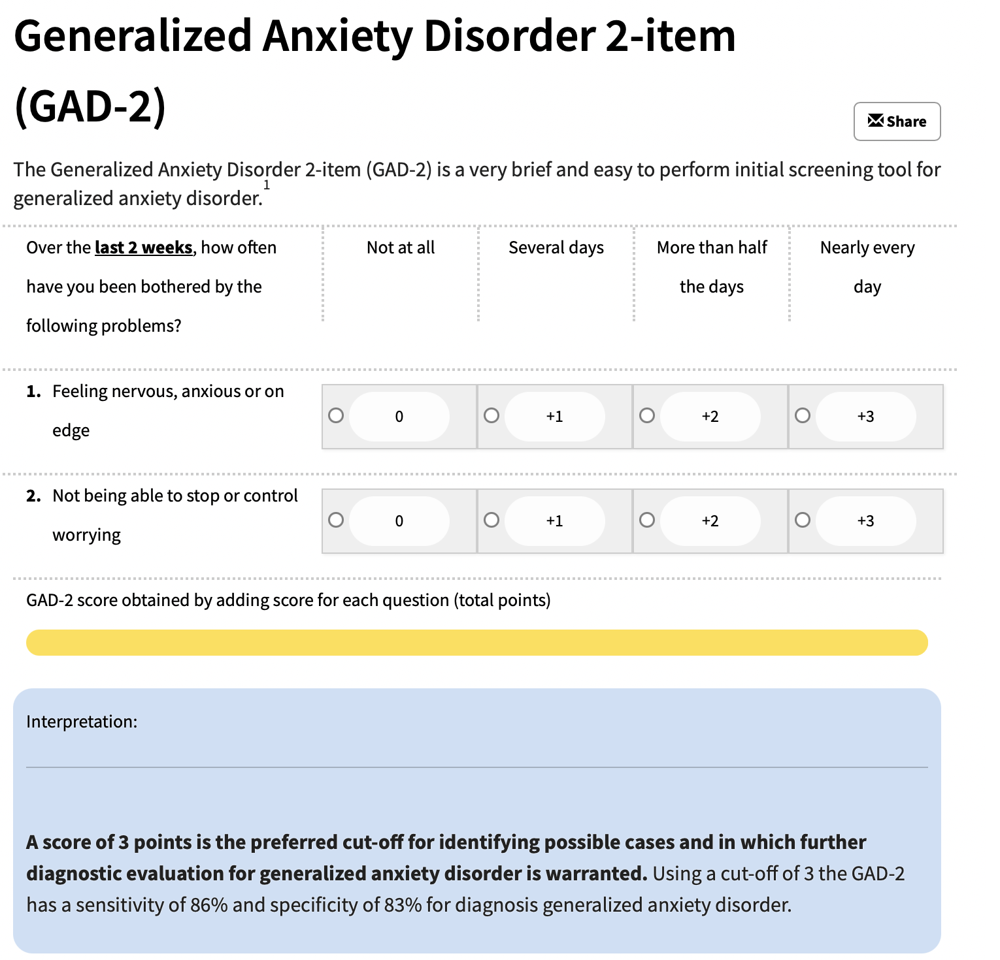 Generalized Anxiety Disorder 2-item
(GAD-2)
Share
The Generalized Anxiety Disorder 2-item (GAD-2) is a very brief and easy to perform initial screening tool for
generalized anxiety disorder.1
Over the last 2 weeks, how often
have you been bothered by the
following problems?
Not at all
Several days
More than half
the days
Nearly every
day
1. Feeling nervous, anxious or on
edge
0
+1
+2
+3
2. Not being able to stop or control
worrying
0
+1
+2
+3
GAD-2 score obtained by adding score for each question (total points)
Interpretation:
A score of 3 points is the preferred cut-off for identifying possible cases and in which further
diagnostic evaluation for generalized anxiety disorder is warranted. Using a cut-off of 3 the GAD-2
has a sensitivity of 86% and specificity of 83% for diagnosis generalized anxiety disorder.